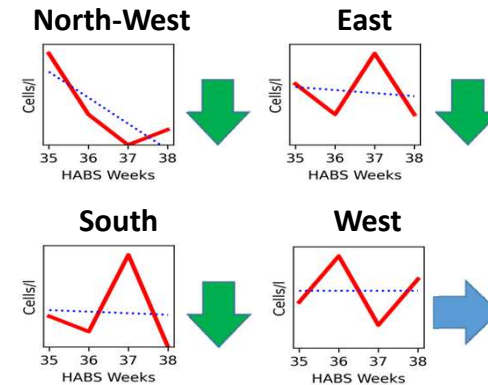 North-West
Cells/l
35 36 37 38
HABS Weeks
East
Cells/l
35 36 37 38
HABS Weeks
South
Cells/l
35 36 37 38
HABS Weeks
West
Cells/l
35 36 37 38
HABS Weeks